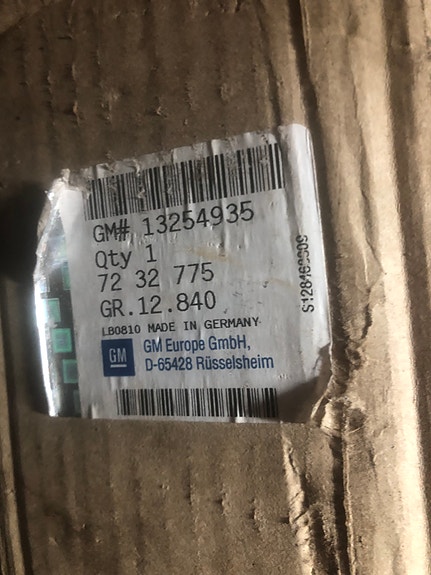 GM# 13254935
Qty 1
72 32 775
GR.12.840
LB0810 MADE IN GERMANY
GM
GM Europe GmbH,
D-65428 Rüsselsheim